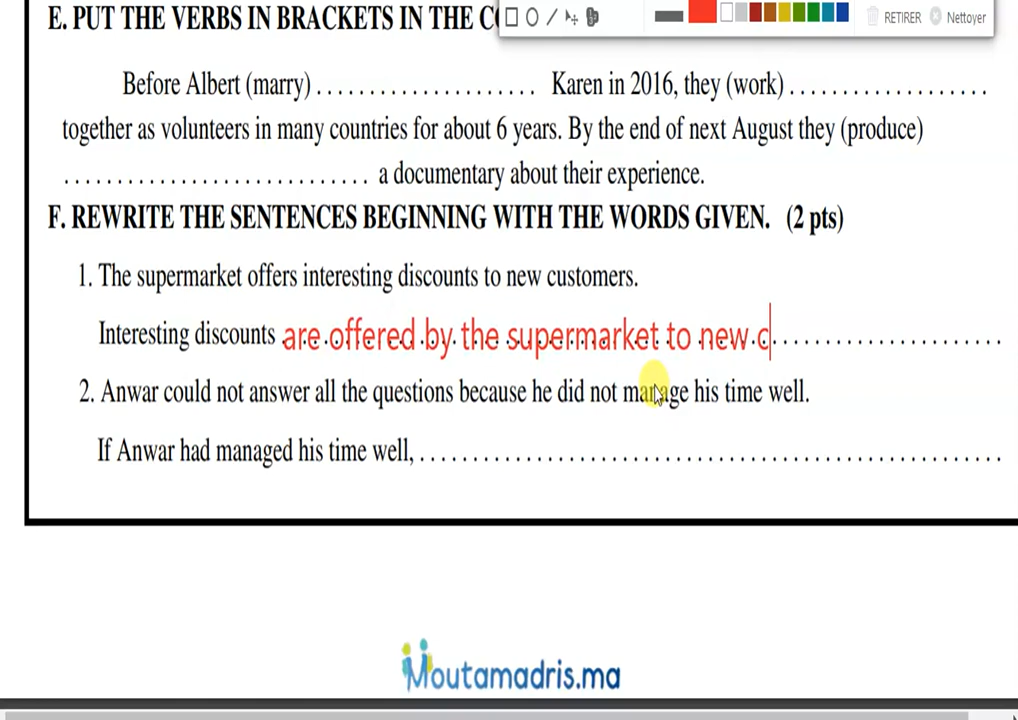 E. PUT THE VERBS IN BRACKETS IN THE
RETIRER Nettoyer
Before Albert (marry) ..................... Karen in 2016, they (work) ...................
together as volunteers in many countries for about 6 years. By the end of next August they (produce)
............................. a documentary about their experience.
F. REWRITE THE SENTENCES BEGINNING WITH THE WORDS GIVEN. (2 pts)
1. The supermarket offers interesting discounts to new customers.
Interesting discounts are offered by the supermarket to new c......................
2. Anwar could not answer all the questions because he did not manage his time well.
If Anwar had managed his time well, .......................................................
Moutamadris.ma